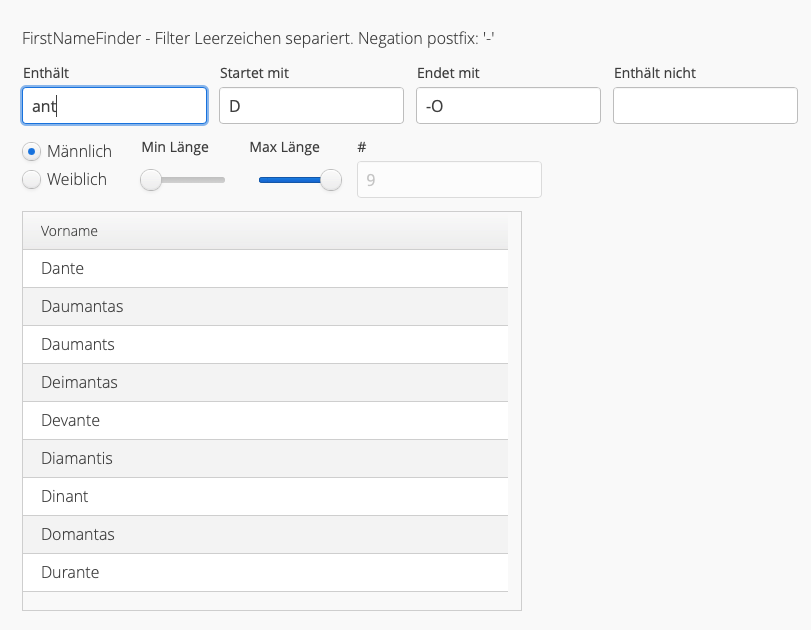 FirstNameFinder - Filter Leerzeichen separiert. Negation postfix: '-'
Enthält Startet mit Endet mit Enthält nicht
ant D -O
Männlich Min Länge Max Länge #
Weiblich 9
Vorname
Dante
Daumantas
Daumants
Deimantas
Devante
Diamantis
Dinant
Domantas
Durante